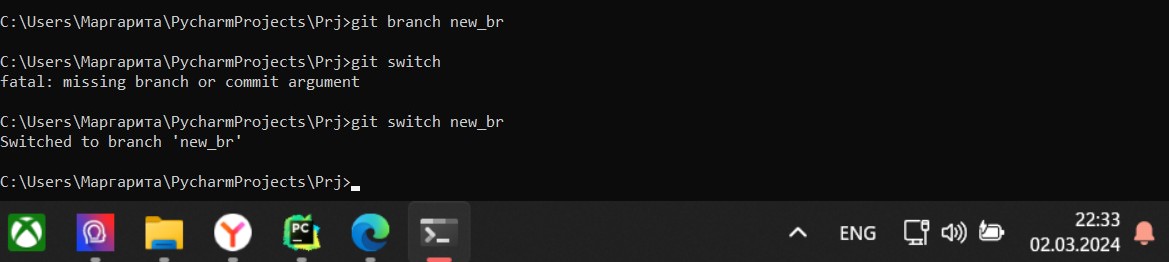 C:\Users\Маргарита\PycharmProjects\Prj>git branch new_br
C:\Users\Маргарита\PycharmProjects\Prj>git switch
fatal: missing branch or commit argument
C:\Users\Маргарита\PycharmProjects\Prj>git switch new_br
Switched to branch 'new_br'
C:\Users\Маргарита\PycharmProjects\Prj>
PC
ENG
22:33
02.03.2024